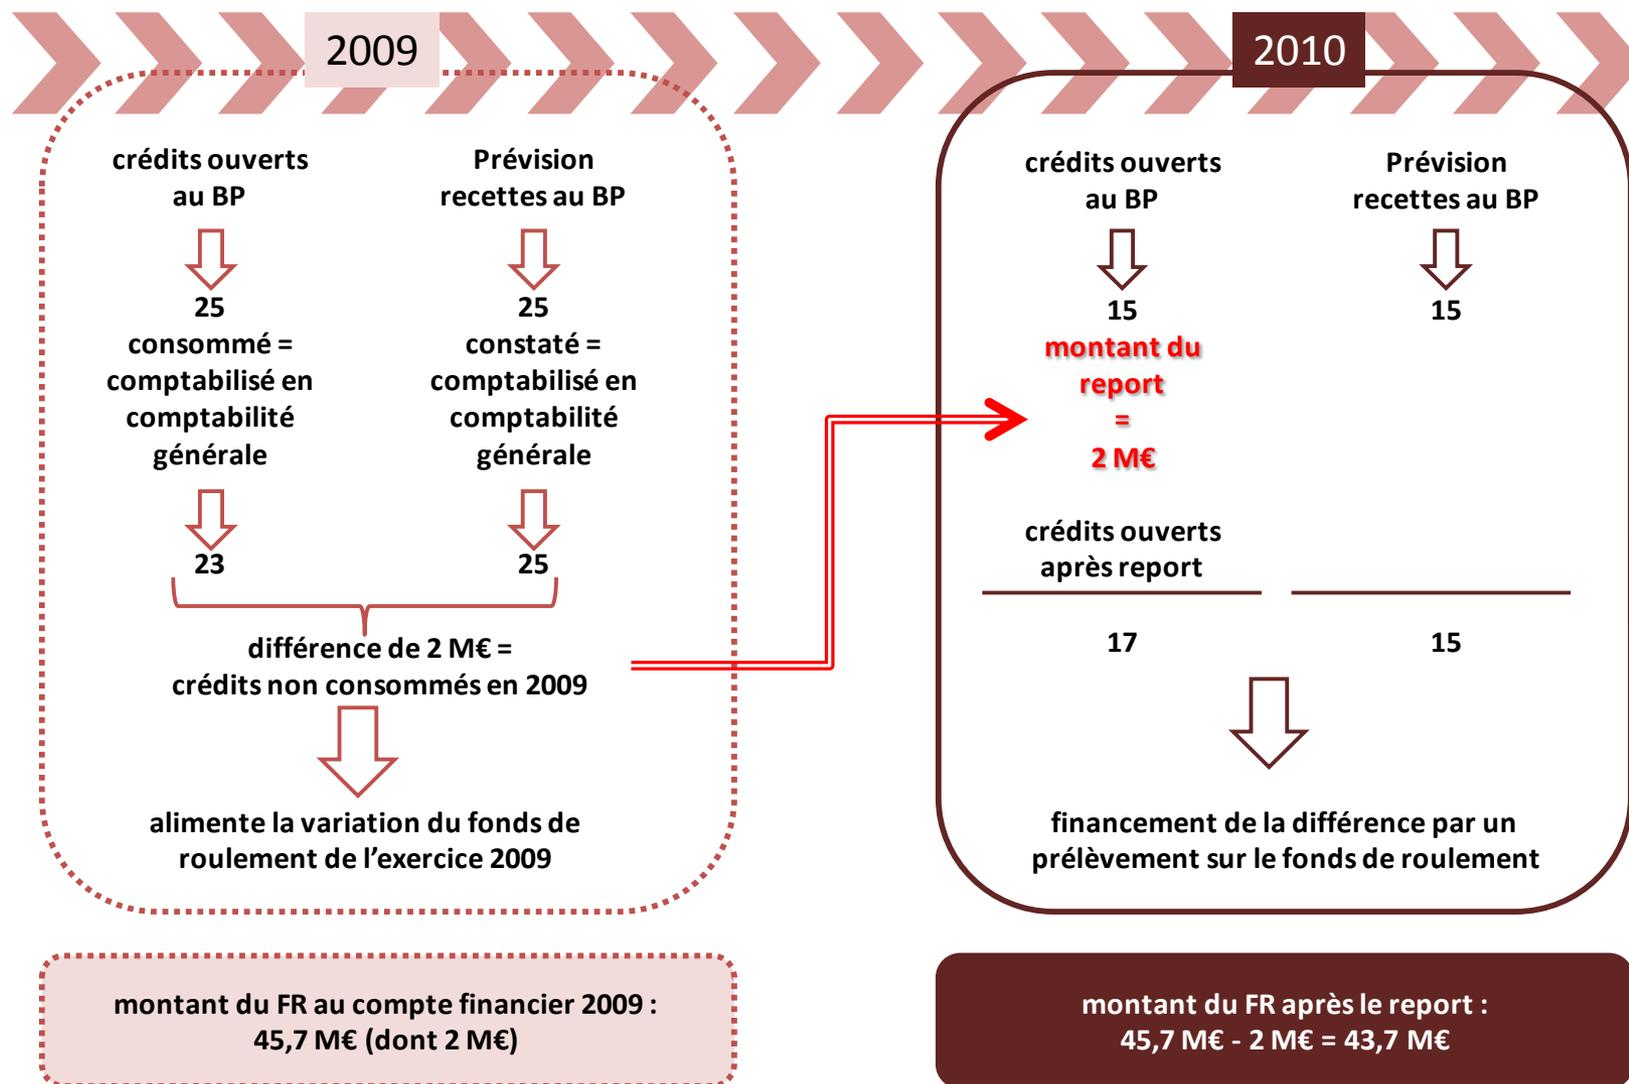 2009
crédits ouverts
au BP
25
consommé =
comptabilisé en
comptabilité
générale
23
Prévision
recettes au BP
25
constaté =
comptabilisé en
comptabilité
générale
25
différence de 2 M€ =
crédits non consommés en 2009
alimente la variation du fonds de
roulement de l’exercice 2009
montant du FR au compte financier 2009 :
45,7 M€ (dont 2 M€)
2010
crédits ouverts
au BP
15
montant du
report
=
2 M€
crédits ouverts
après report
17
Prévision
recettes au BP
15
15
financement de la différence par un
prélèvement sur le fonds de roulement
montant du FR après le report :
45,7 M€ - 2 M€ = 43,7 M€